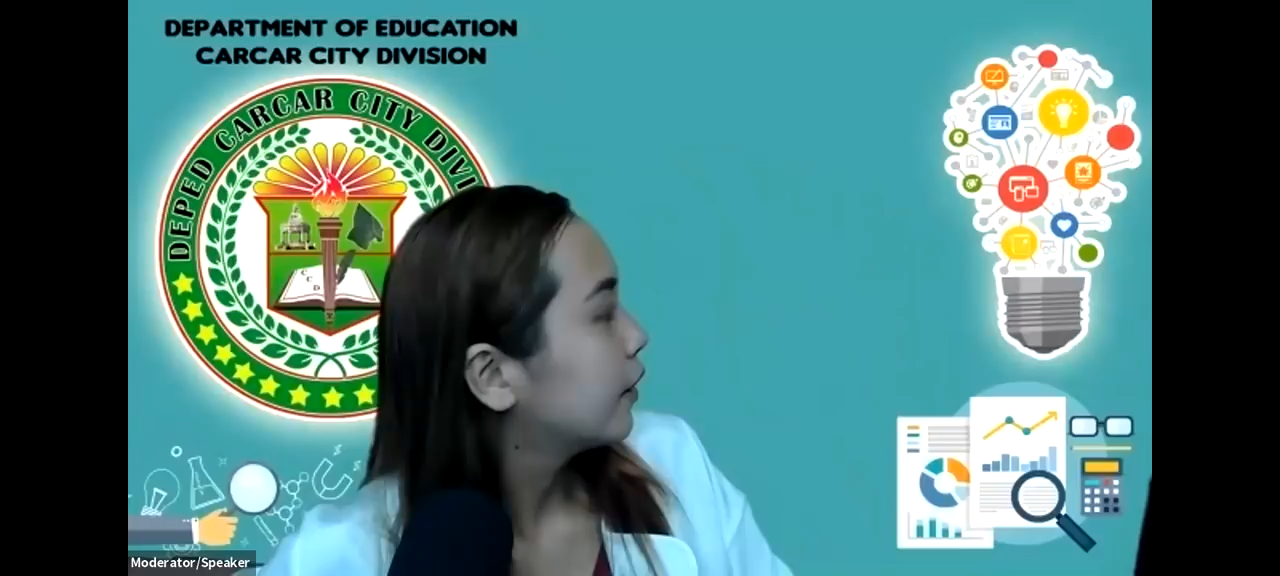 DEPARTMENT OF EDUCATION
CARCAR CITY DIVISION
DEPED CARCAR CITY DIVI
C
C
D
Moderator/Speaker